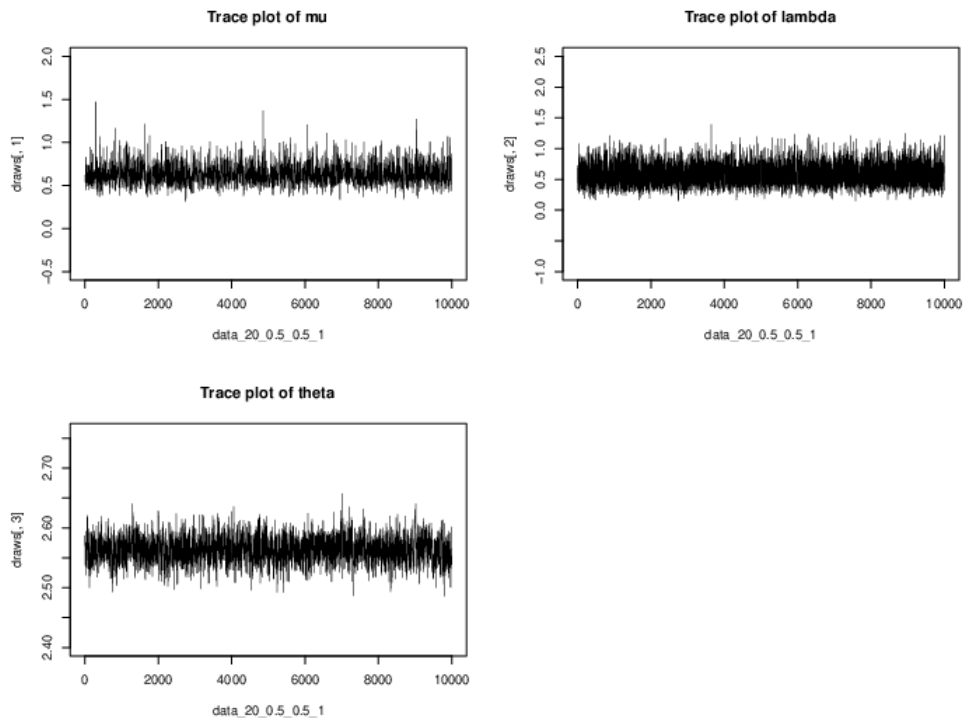 Trace plot of mu
draws[, 1]
2.0
1.5
1.0
0.5
0.0
−0.5
0 2000 4000 6000 8000 10000
data_20_0.5_0.5_1
Trace plot of lambda
draws[, 2]
2.5
2.0
1.5
1.0
0.5
0.0
−1.0
0 2000 4000 6000 8000 10000
data_20_0.5_0.5_1
Trace plot of theta
draws[, 3]
2.70
2.60
2.50
2.40
0 2000 4000 6000 8000 10000
data_20_0.5_0.5_1